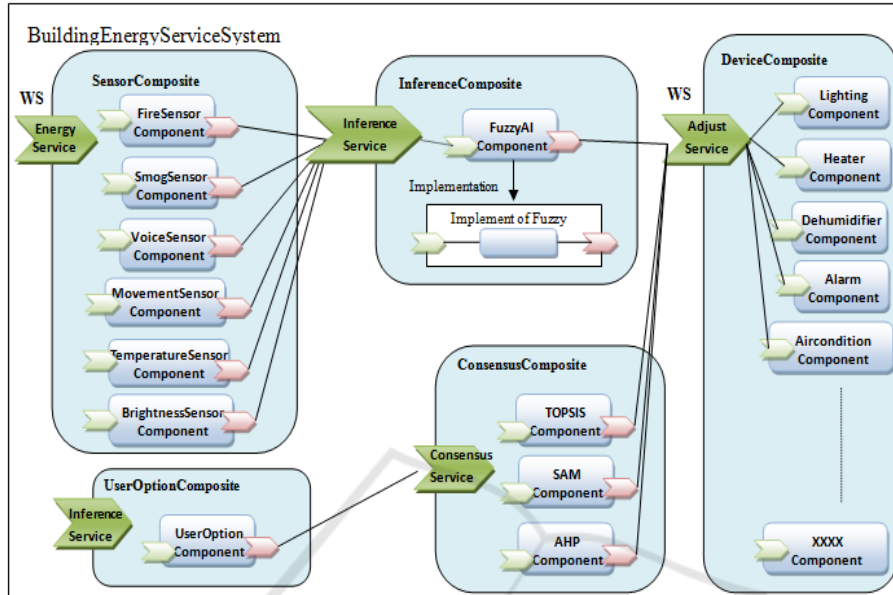 BuildingEnergyServiceSystem
SensorComposite
WS
Energy
Service
FireSensor
Component
SmogSensor
Component
VoiceSensor
Component
MovementSensor
Component
TemperatureSensor
Component
BrightnessSensor
Component
Inference
Service
InferenceComposite
FuzzyAI
Component
Implementation
Implement of Fuzzy
WS
Adjust
Service
DeviceComposite
Lighting
Component
Heater
Component
Dehumidifier
Component
Alarm
Component
Aircondition
Component
XXXX
Component
UserOptionComposite
Inference
Service
UserOption
Component
ConsensusComposite
Consensus
Service
TOPSIS
Component
SAM
Component
AHP
Component